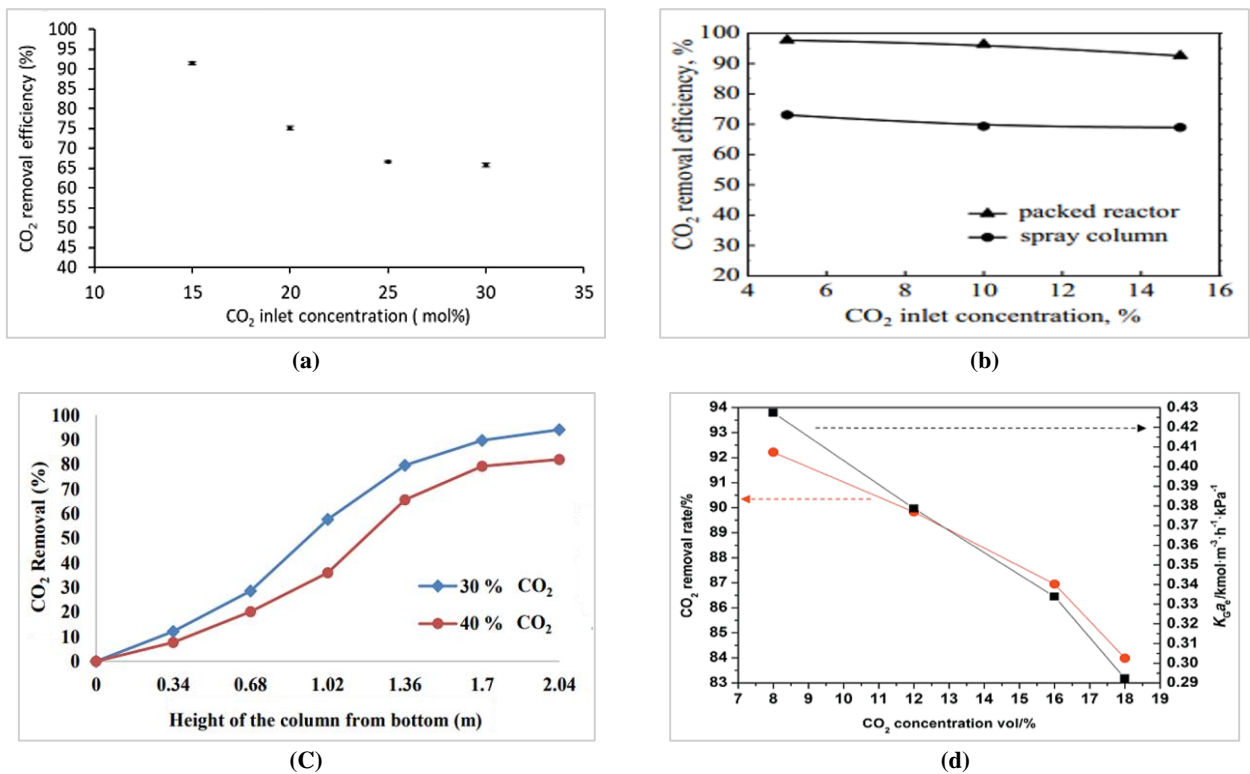 CO₂ removal efficiency (%)
100
95
90
85
80
75
70
65
60
55
50
45
40
10 15 20 25 30 35
CO₂ inlet concentration ( mol%)
(a)
CO₂ removal efficiency, %
100
90
80
70
60
50
40
30
20
packed reactor
spray column
4 6 8 10 12 14 16
CO₂ inlet concentration, %
(b)
CO₂ Removal (%)
100
90
80
70
60
50
40
30
20
10
0
30 % CO₂
40 % CO₂
0 0.34 0.68 1.02 1.36 1.7 2.04
Height of the column from bottom (m)
(C)
CO₂ removal rate/%
94
93
92
91
90
89
88
87
86
85
84
83
7 8 9 10 11 12 13 14 15 16 17 18 19
CO₂ concentration vol/%
0.43
0.42
0.41
0.40
0.39
0.38
0.37
0.36
0.35
0.34
0.33
0.32
0.31
0.30
0.29
K_Ga_e/kmol·m⁻³·h⁻¹·kPa⁻¹
(d)